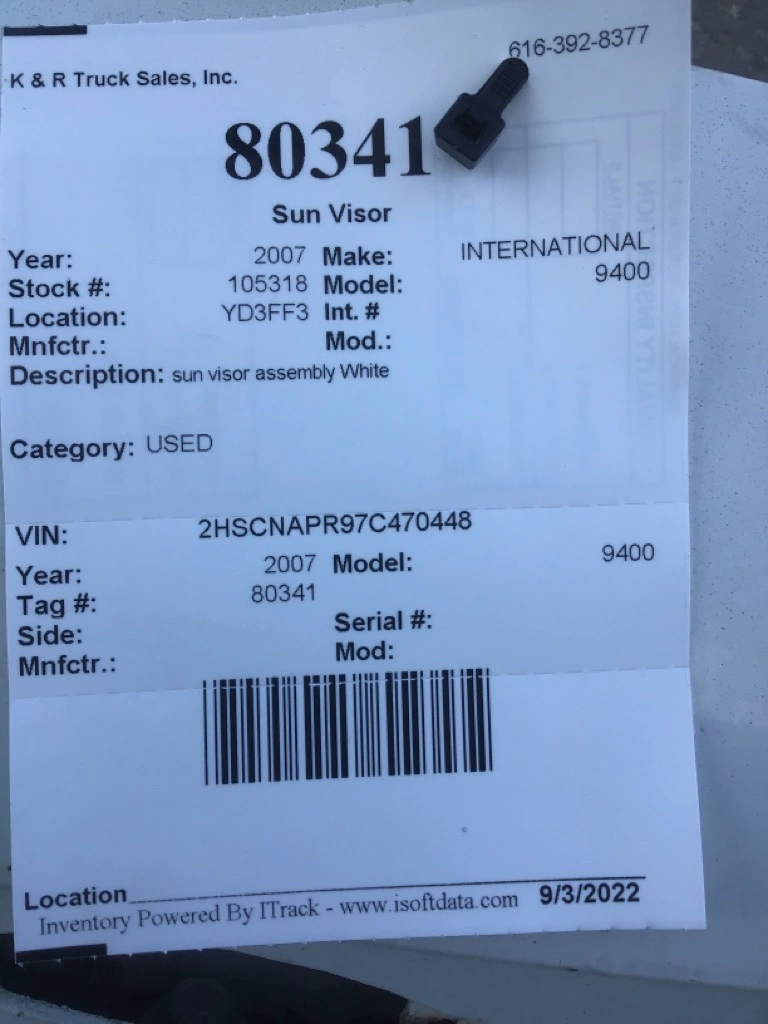 616-392-8377
K & R Truck Sales, Inc.
80341
Sun Visor
Year: 2007 Make: INTERNATIONAL
Stock #: 105318 Model: 9400
Location: YD3FF3 Int. #
Mnfctr.: Mod.:
Description: sun visor assembly White
Category: USED
VIN: 2HSCNAPR97C470448
Year: 2007 Model: 9400
Tag #: 80341
Side: Serial #:
Mnfctr.: Mod:
Location 9/3/2022
Inventory Powered By ITrack - www.isoftdata.com